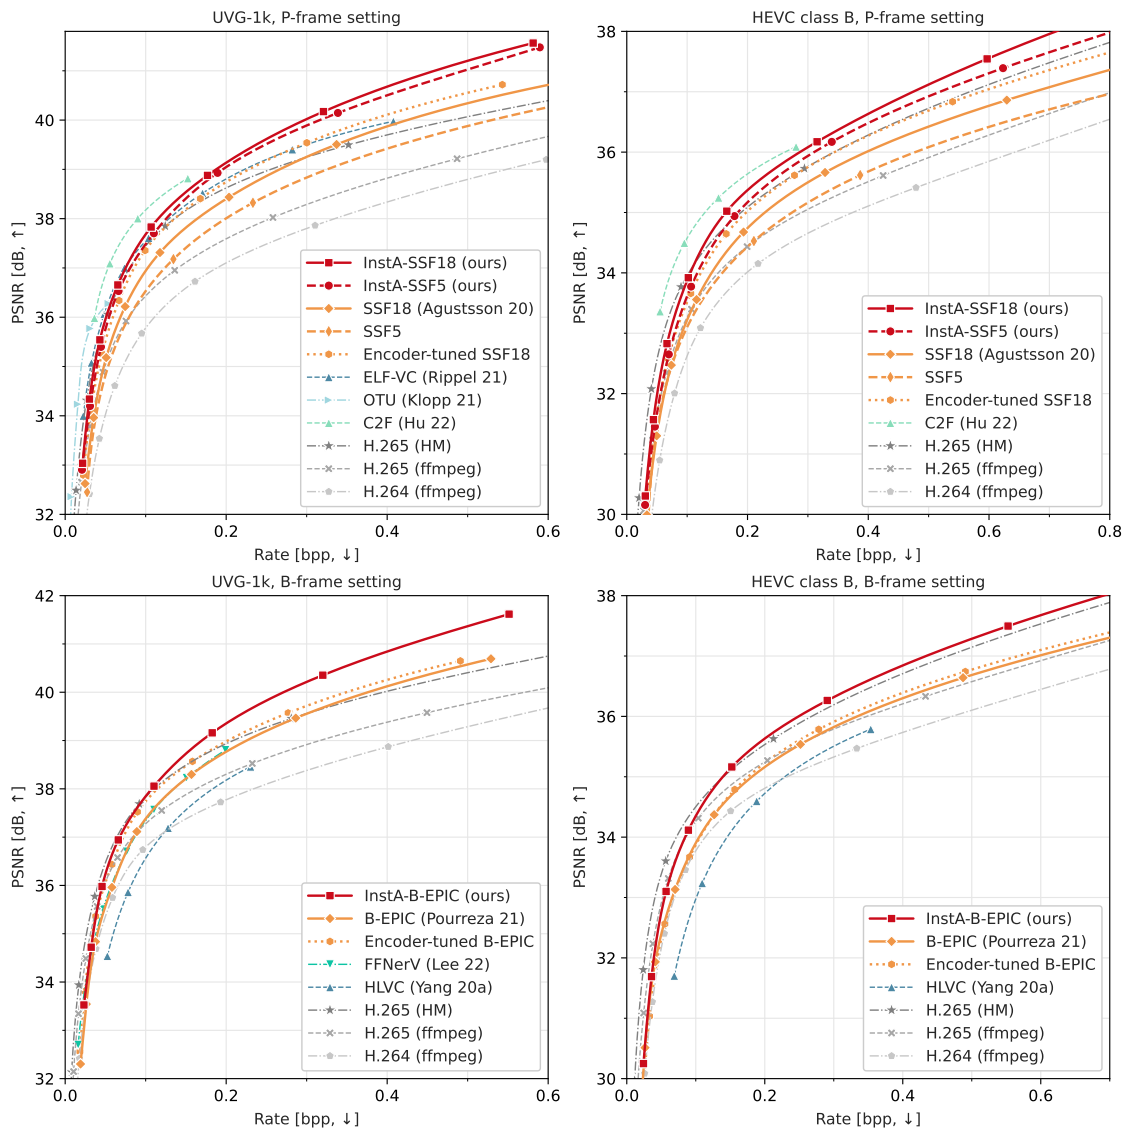 UVG-1k, P-frame setting
PSNR [dB, ↑]
40
38
36
34
32
0.0
0.2
0.4
0.6
Rate [bpp, ↓]
InstA-SSF18 (ours)
InstA-SSF5 (ours)
SSF18 (Agustsson 20)
SSF5
Encoder-tuned SSF18
ELF-VC (Rippel 21)
OTU (Klopp 21)
C2F (Hu 22)
H.265 (HM)
H.265 (ffmpeg)
H.264 (ffmpeg)
HEVC class B, P-frame setting
PSNR [dB, ↑]
38
36
34
32
30
0.0
0.2
0.4
0.6
0.8
Rate [bpp, ↓]
InstA-SSF18 (ours)
InstA-SSF5 (ours)
SSF18 (Agustsson 20)
SSF5
Encoder-tuned SSF18
C2F (Hu 22)
H.265 (HM)
H.265 (ffmpeg)
H.264 (ffmpeg)
UVG-1k, B-frame setting
PSNR [dB, ↑]
42
40
38
36
34
32
0.0
0.2
0.4
0.6
Rate [bpp, ↓]
InstA-B-EPIC (ours)
B-EPIC (Pourreza 21)
Encoder-tuned B-EPIC
FFNerV (Lee 22)
HLVC (Yang 20a)
H.265 (HM)
H.265 (ffmpeg)
H.264 (ffmpeg)
HEVC class B, B-frame setting
PSNR [dB, ↑]
38
36
34
32
30
0.0
0.2
0.4
0.6
Rate [bpp, ↓]
InstA-B-EPIC (ours)
B-EPIC (Pourreza 21)
Encoder-tuned B-EPIC
HLVC (Yang 20a)
H.265 (HM)
H.265 (ffmpeg)
H.264 (ffmpeg)